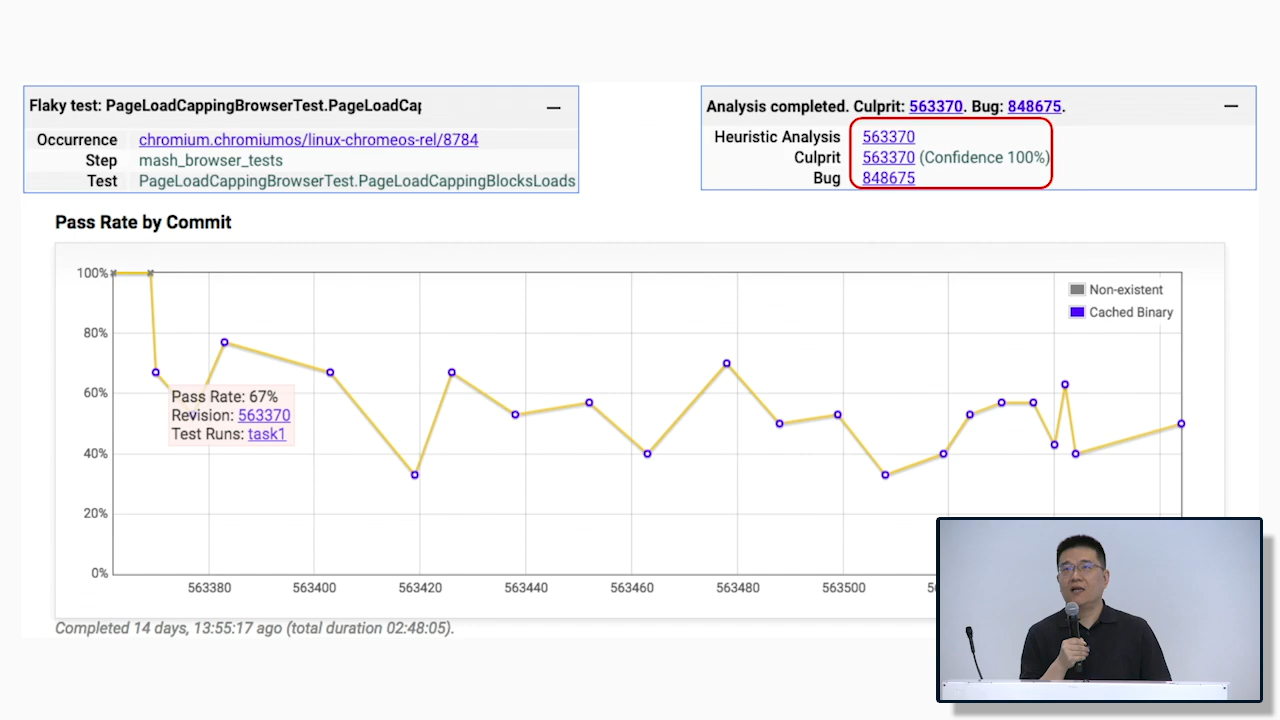 Flaky test: PageLoadCappingBrowserTest.PageLoadCap
Occurrence chromium.chromiumos/linux-chromeos-rel/8784
Step mash_browser_tests
Test PageLoadCappingBrowserTest.PageLoadCappingBlocksLoads
Analysis completed. Culprit: 563370. Bug: 848675.
Heuristic Analysis 563370
Culprit 563370 (Confidence 100%)
Bug 848675
Pass Rate by Commit
100%
80%
60%
40%
20%
0%
Non-existent
Cached Binary
Pass Rate: 67%
Revision: 563370
Test Runs: task1
563380 563400 563420 563440 563460 563480 563500
Completed 14 days, 13:55:17 ago (total duration 02:48:05).